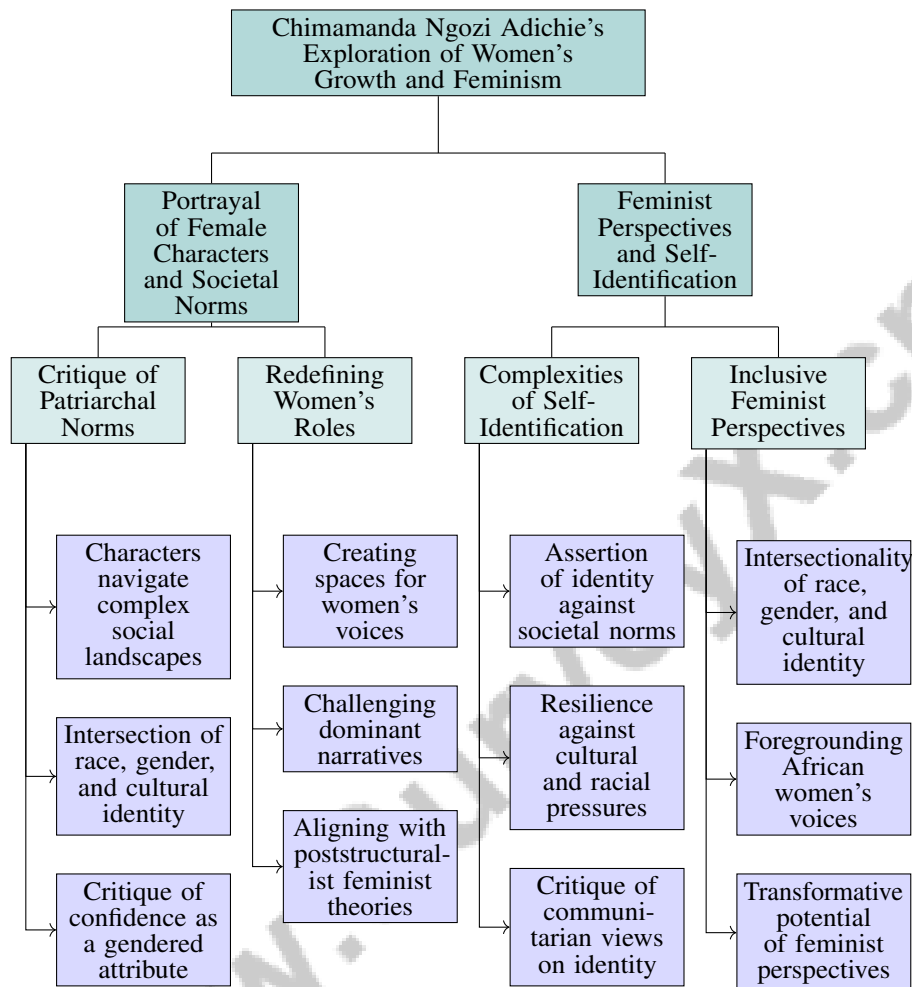 Chimamanda Ngozi Adichie's
Exploration of Women's
Growth and Feminism
Portrayal
of Female
Characters
and Societal
Norms
Feminist
Perspectives
and Self-
Identification
Critique of
Patriarchal
Norms
Redefining
Women's
Roles
Complexities
of Self-
Identification
Inclusive
Feminist
Perspectives
Characters
navigate
complex
social
landscapes
Intersection of
race, gender,
and cultural
identity
Critique of
confidence as
a gendered
attribute
Creating
spaces for
women's
voices
Challenging
dominant
narratives
Aligning with
poststructural-
ist feminist
theories
Assertion
of identity
against
societal norms
Resilience
against
cultural
and racial
pressures
Critique of
communi-
tarian views
on identity
Intersectionality
of race,
gender, and
cultural
identity
Foregrounding
African
women's
voices
Transformative
potential
of feminist
perspectives